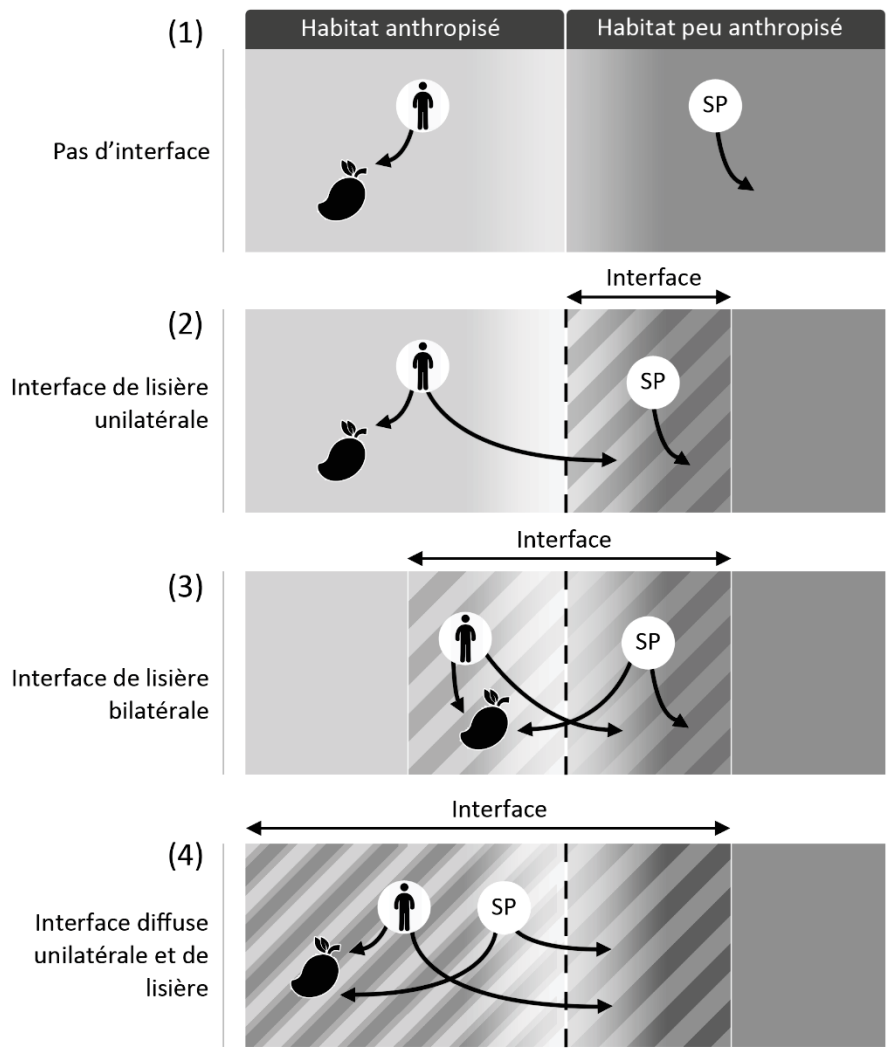 Habitat anthropisé
Habitat peu anthropisé
(1)
Pas d’interface
SP
Interface
(2)
Interface de lisière
unilatérale
SP
Interface
(3)
Interface de lisière
bilatérale
SP
Interface
(4)
Interface diffuse
unilatérale et de
lisière
SP